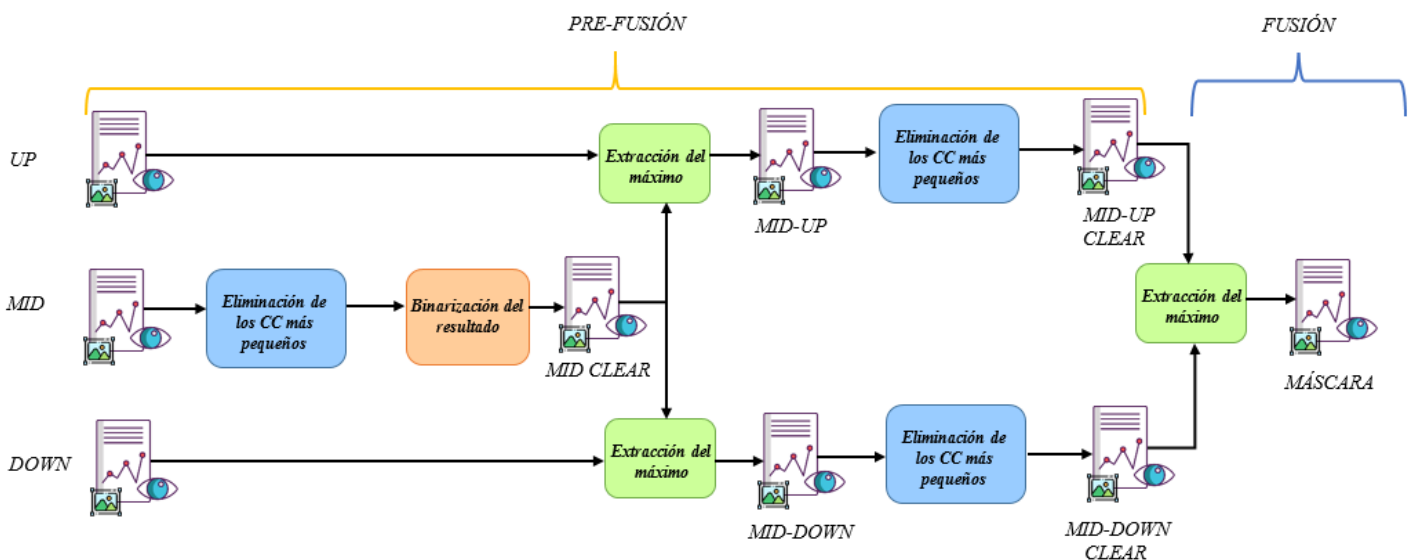 PRE-FUSIÓN
FUSIÓN
UP
Extracción del
máximo
MID-UP
Eliminación de
los CC más
pequeños
MID-UP
CLEAR
MID
Eliminación de
los CC más
pequeños
Binarización del
resultado
MID CLEAR
Extracción del
máximo
MÁSCARA
DOWN
Extracción del
máximo
MID-DOWN
Eliminación de
los CC más
pequeños
MID-DOWN
CLEAR